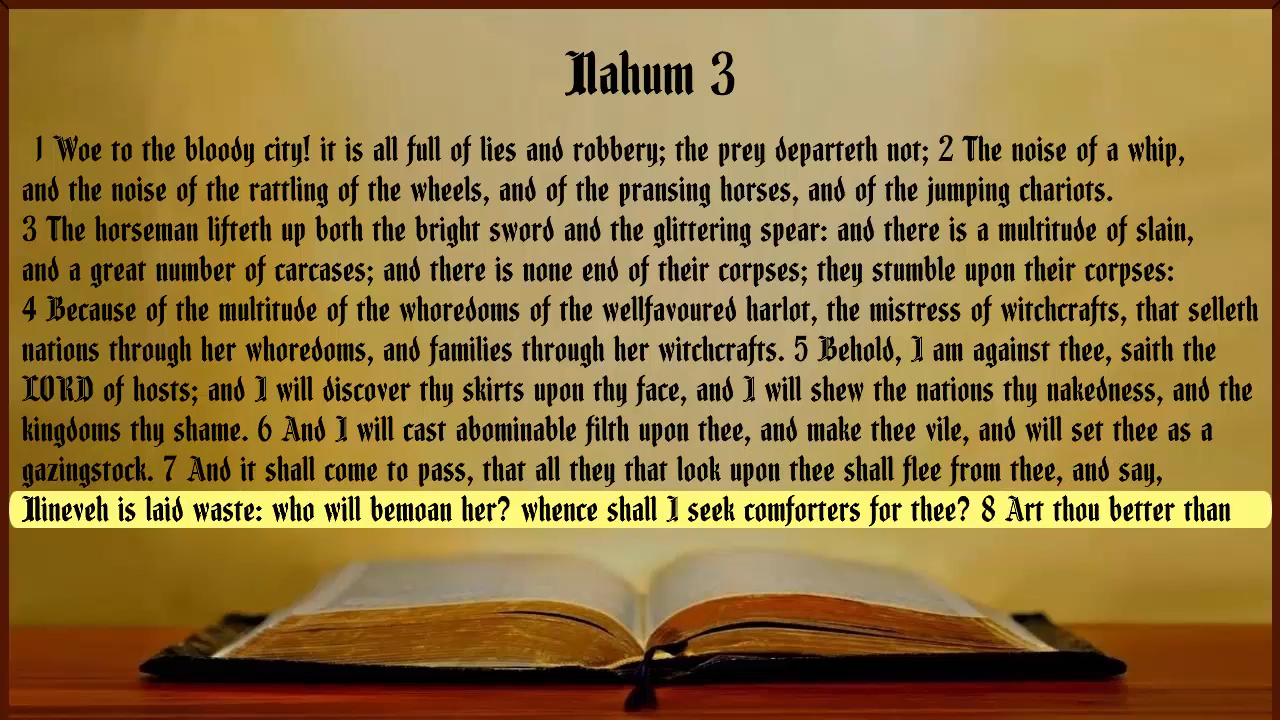 Nahum 3
1 Woe to the bloody city! it is all full of lies and robbery; the prey departeth not; 2 The noise of a whip,
and the noise of the rattling of the wheels, and of the pransing horses, and of the jumping chariots.
3 The horseman lifteth up both the bright sword and the glittering spear: and there is a multitude of slain,
and a great number of carcases; and there is none end of their corpses; they stumble upon their corpses:
4 Because of the multitude of the whoredoms of the wellfavoured harlot, the mistress of witchcrafts, that selleth
nations through her whoredoms, and families through her witchcrafts. 5 Behold, I am against thee, saith the
LORD of hosts; and I will discover thy skirts upon thy face, and I will shew the nations thy nakedness, and the
kingdoms thy shame. 6 And I will cast abominable filth upon thee, and make thee vile, and will set thee as a
gazingstock. 7 And it shall come to pass, that all they that look upon thee shall flee from thee, and say,
Nineveh is laid waste: who will bemoan her? whence shall I seek comforters for thee? 8 Art thou better than